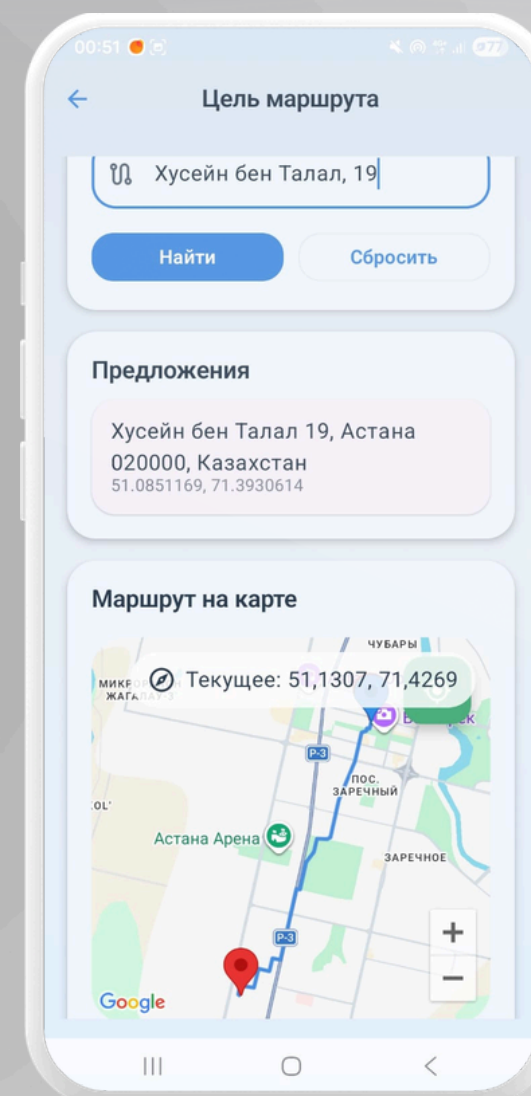 00:51
77
Цель маршрута
Хусейн бен Талал, 19
Найти
Сбросить
Предложения
Хусейн бен Талал 19, Астана
020000, Казахстан
51.0851169, 71.3930614
Маршрут на карте
ЧУБАРЫ
Текущее: 51,1307, 71,4269
P-3
ПОС.
ЗАРЕЧНЫЙ
Астана Арена
ЗАРЕЧНОЕ
P-3
Google